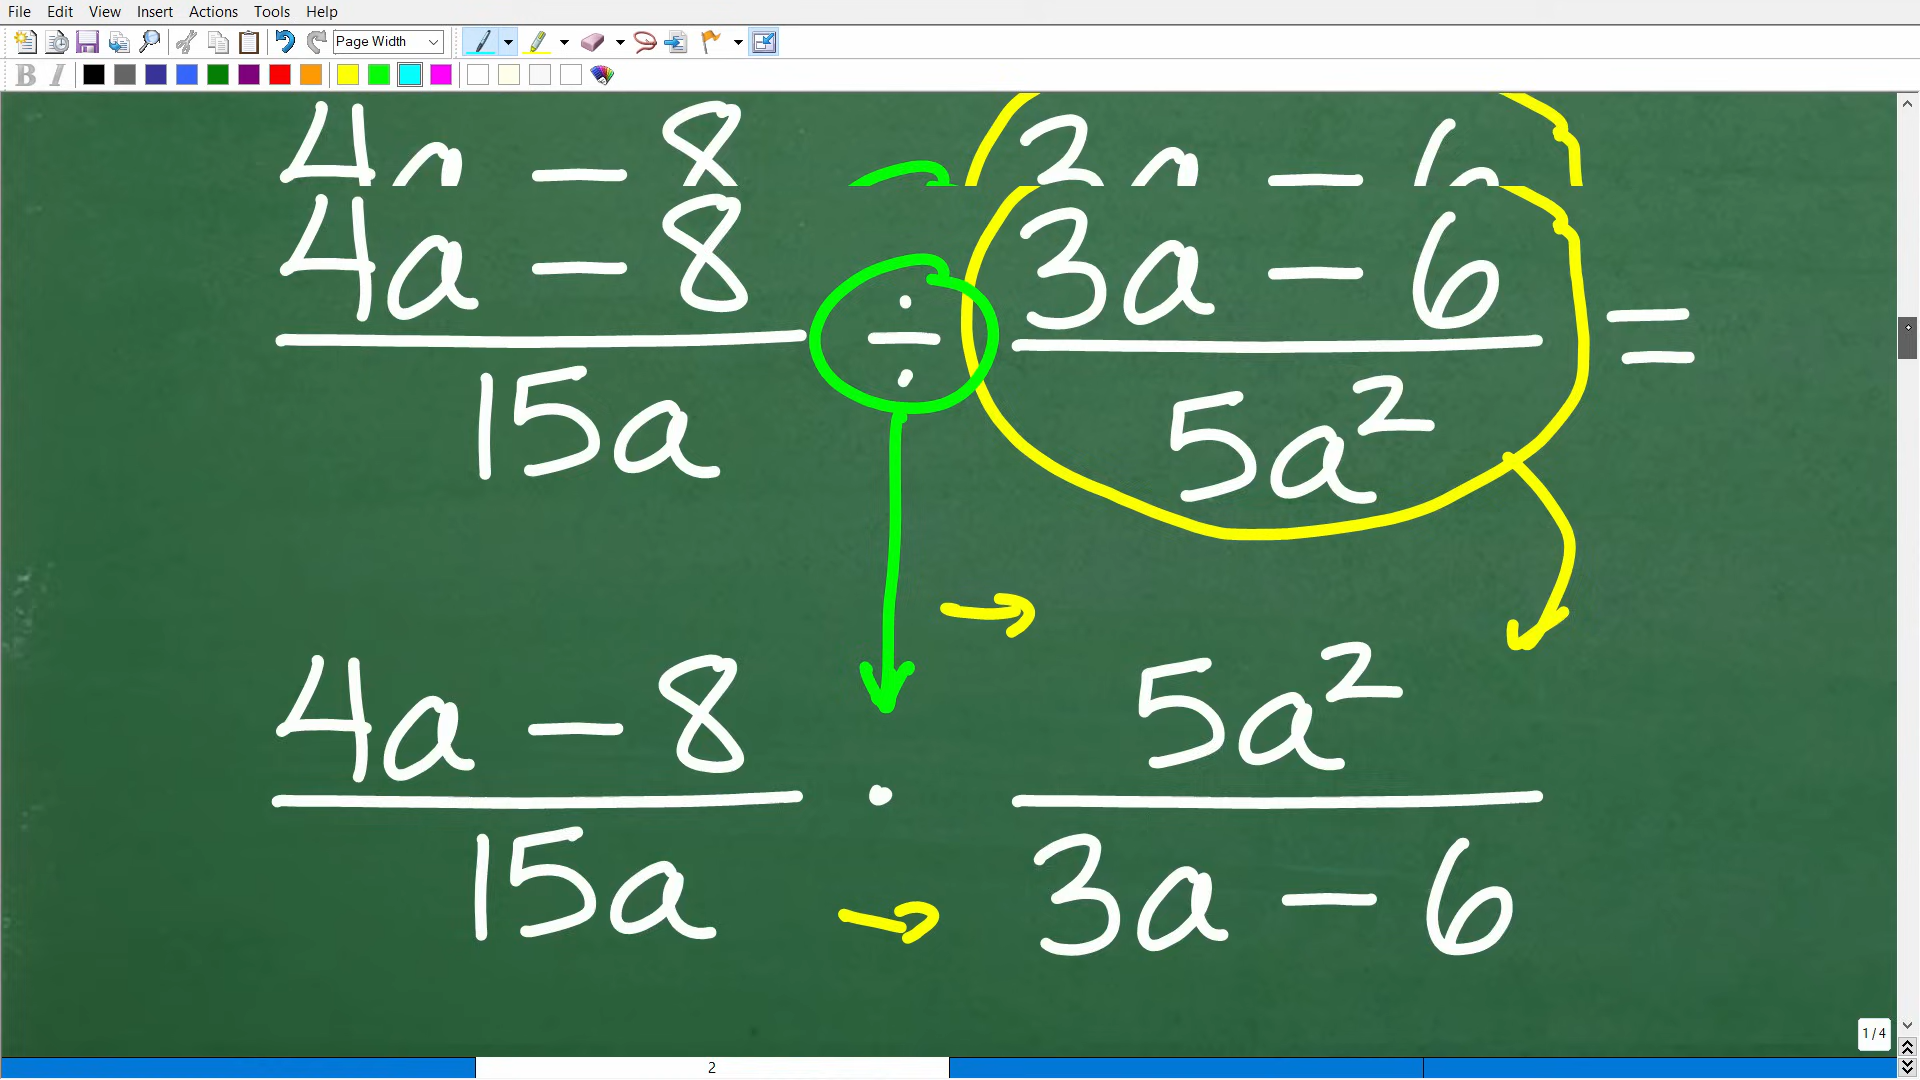 File Edit View Insert Actions Tools Help
Page Width
B I
4a - 8
3a - 6
÷ =
15a
5a²
4a - 8
5a²
·
15a
3a - 6
1 / 4
2